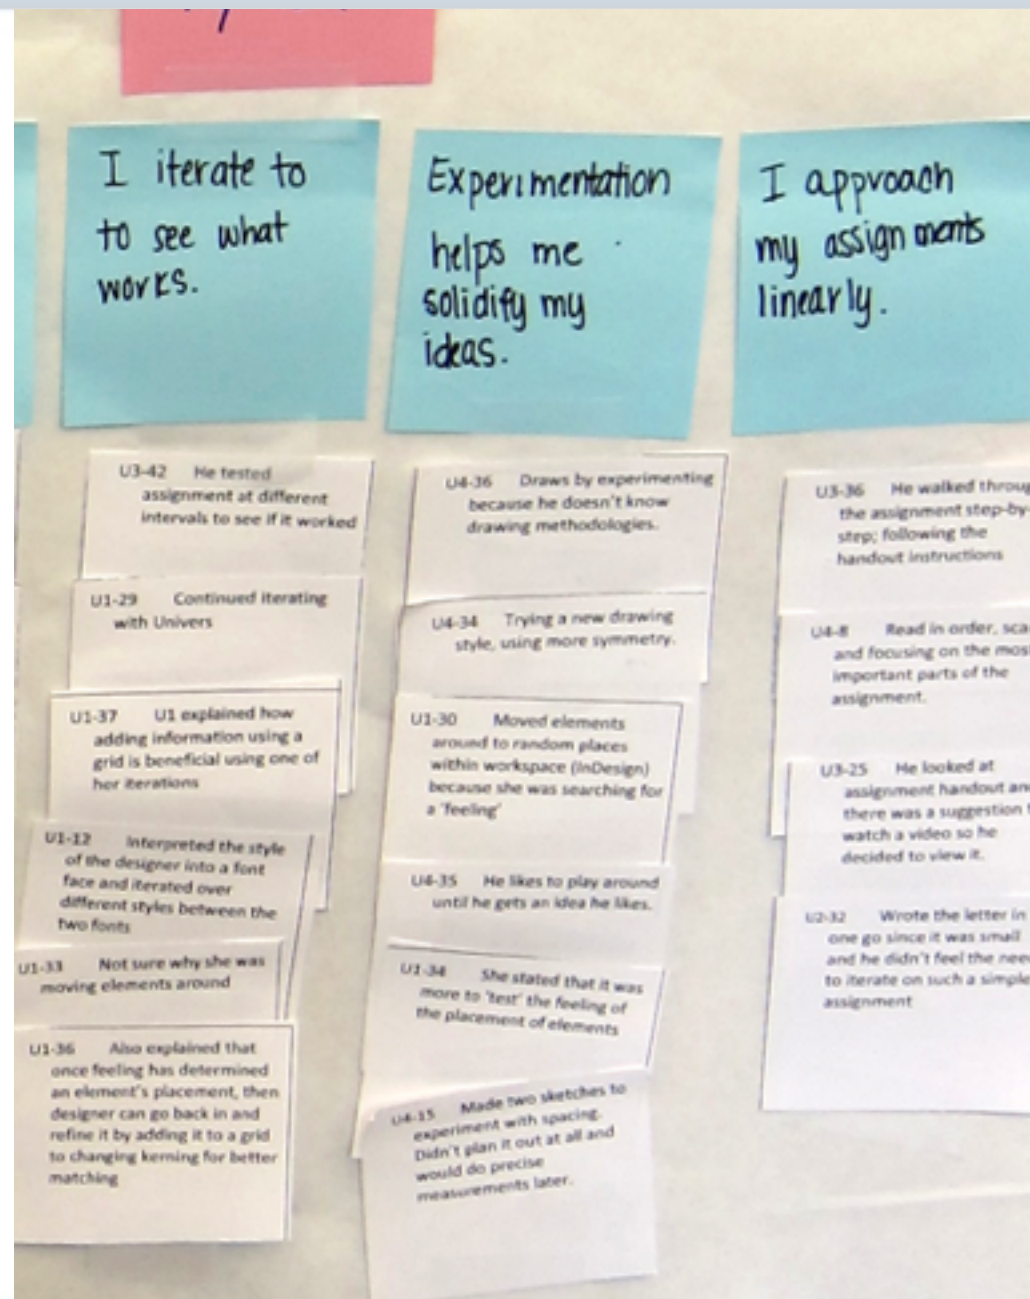 I iterate to
to see what
works.
U3-42 He tested
assignment at different
intervals to see if it worked
U1-29 Continued iterating
with Univers
U1-37 U1 explained how
adding information using a
grid is beneficial using one of
her iterations
U1-12 Interpreted the style
of the designer into a font
face and iterated over
different styles between the
two fonts
U1-33 Not sure why she was
moving elements around
U1-36 Also explained that
once feeling has determined
an element's placement, then
designer can go back in and
refine it by adding it to a grid
to changing kerning for better
matching
Experimentation
helps me
solidify my
ideas.
U4-36 Draws by experimenting
because he doesn't know
drawing methodologies.
U4-34 Trying a new drawing
style, using more symmetry.
U1-30 Moved elements
around to random places
within workspace (InDesign)
because she was searching for
a 'feeling'
U4-35 He likes to play around
until he gets an idea he likes.
U1-34 She stated that it was
more to 'test' the feeling of
the placement of elements
U4-15 Made two sketches to
experiment with spacing.
Didn't plan it out at all and
would do precise
measurements later.
I approach
my assignments
linearly.
U3-36 He walked throug
the assignment step-by-
step; following the
handout instructions
U4-8 Read in order, sca
and focusing on the most
important parts of the
assignment.
U3-25 He looked at
assignment handout and
there was a suggestion t
watch a video so he
decided to view it.
U2-32 Wrote the letter in
one go since it was small
and he didn't feel the need
to iterate on such a simple
assignment